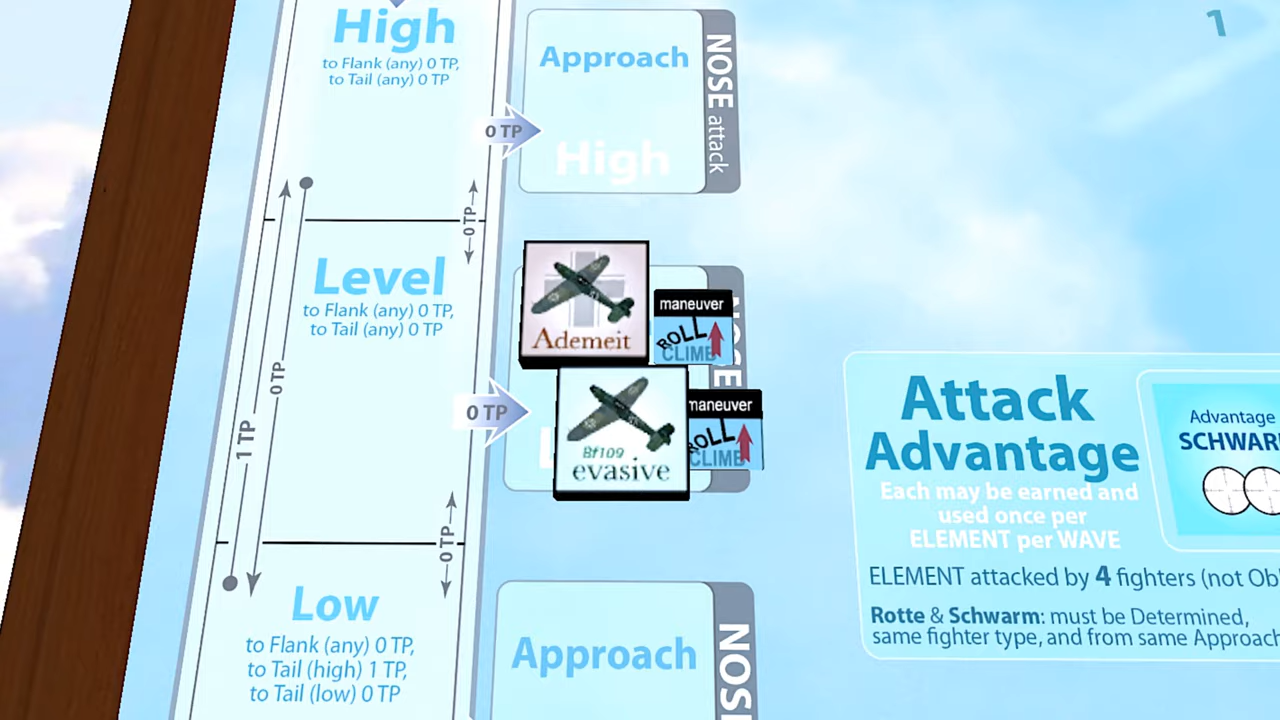 1
High
to Flank (any) 0 TP,
to Tail (any) 0 TP
0 TP
Approach
High
NOSE attack
0 TP
Level
to Flank (any) 0 TP,
to Tail (any) 0 TP
1 TP
0 TP
0 TP
Ademeit
maneuver
ROLL
CLIMB
Bf109
evasive
maneuver
ROLL
CLIMB
0 TP
Low
to Flank (any) 0 TP,
to Tail (high) 1 TP,
to Tail (low) 0 TP
Approach
Attack
Advantage
Each may be earned and
used once per
ELEMENT per WAVE
ELEMENT attacked by 4 fighters (not
Rotte & Schwarm: must be Determined,
same fighter type, and from same Approach
Advantage